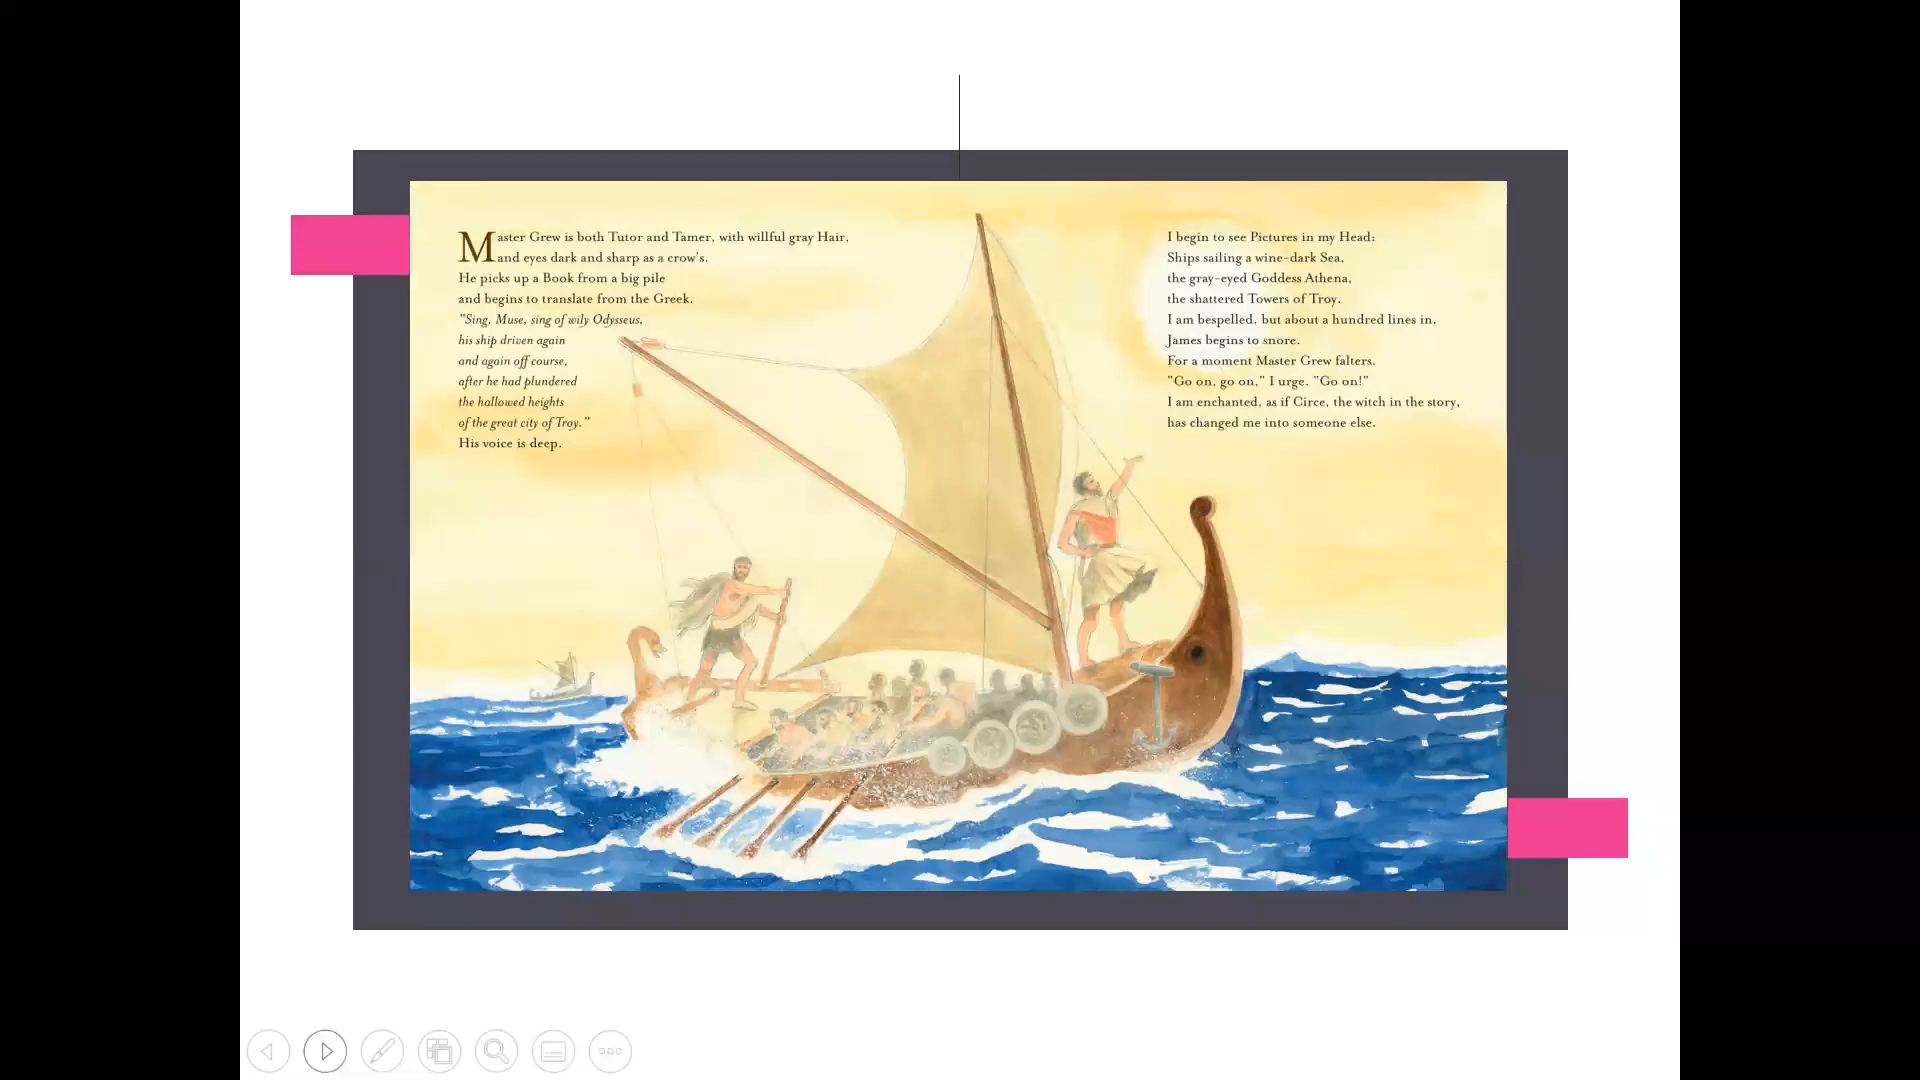 Master Grew is both Tutor and Tamer, with willful gray Hair,
and eyes dark and sharp as a crow's.
He picks up a Book from a big pile
and begins to translate from the Greek.
"Sing, Muse, sing of wily Odysseus,
his ship driven again
and again off course,
after he had plundered
the hallowed heights
of the great city of Troy."
His voice is deep.
I begin to see Pictures in my Head:
Ships sailing a wine-dark Sea,
the gray-eyed Goddess Athena,
the shattered Towers of Troy.
I am bespelled, but about a hundred lines in,
James begins to snore.
For a moment Master Grew falters.
"Go on, go on," I urge. "Go on!"
I am enchanted, as if Circe, the witch in the story,
has changed me into someone else.